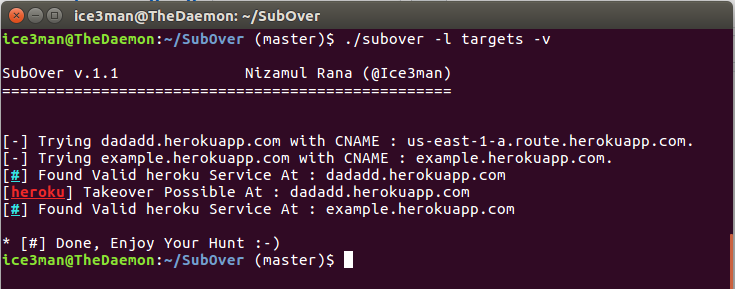 ice3man@TheDaemon: ~/SubOver
ice3man@TheDaemon:~/SubOver (master)$ ./subover -l targets -v
SubOver v.1.1 Nizamul Rana (@Ice3man)
==================================================
[-] Trying dadadd.herokuapp.com with CNAME : us-east-1-a.route.herokuapp.com.
[-] Trying example.herokuapp.com with CNAME : example.herokuapp.com.
[#] Found Valid heroku Service At : dadadd.herokuapp.com
[heroku] Takeover Possible At : dadadd.herokuapp.com
[#] Found Valid heroku Service At : example.herokuapp.com
* [#] Done, Enjoy Your Hunt :-)
ice3man@TheDaemon:~/SubOver (master)$